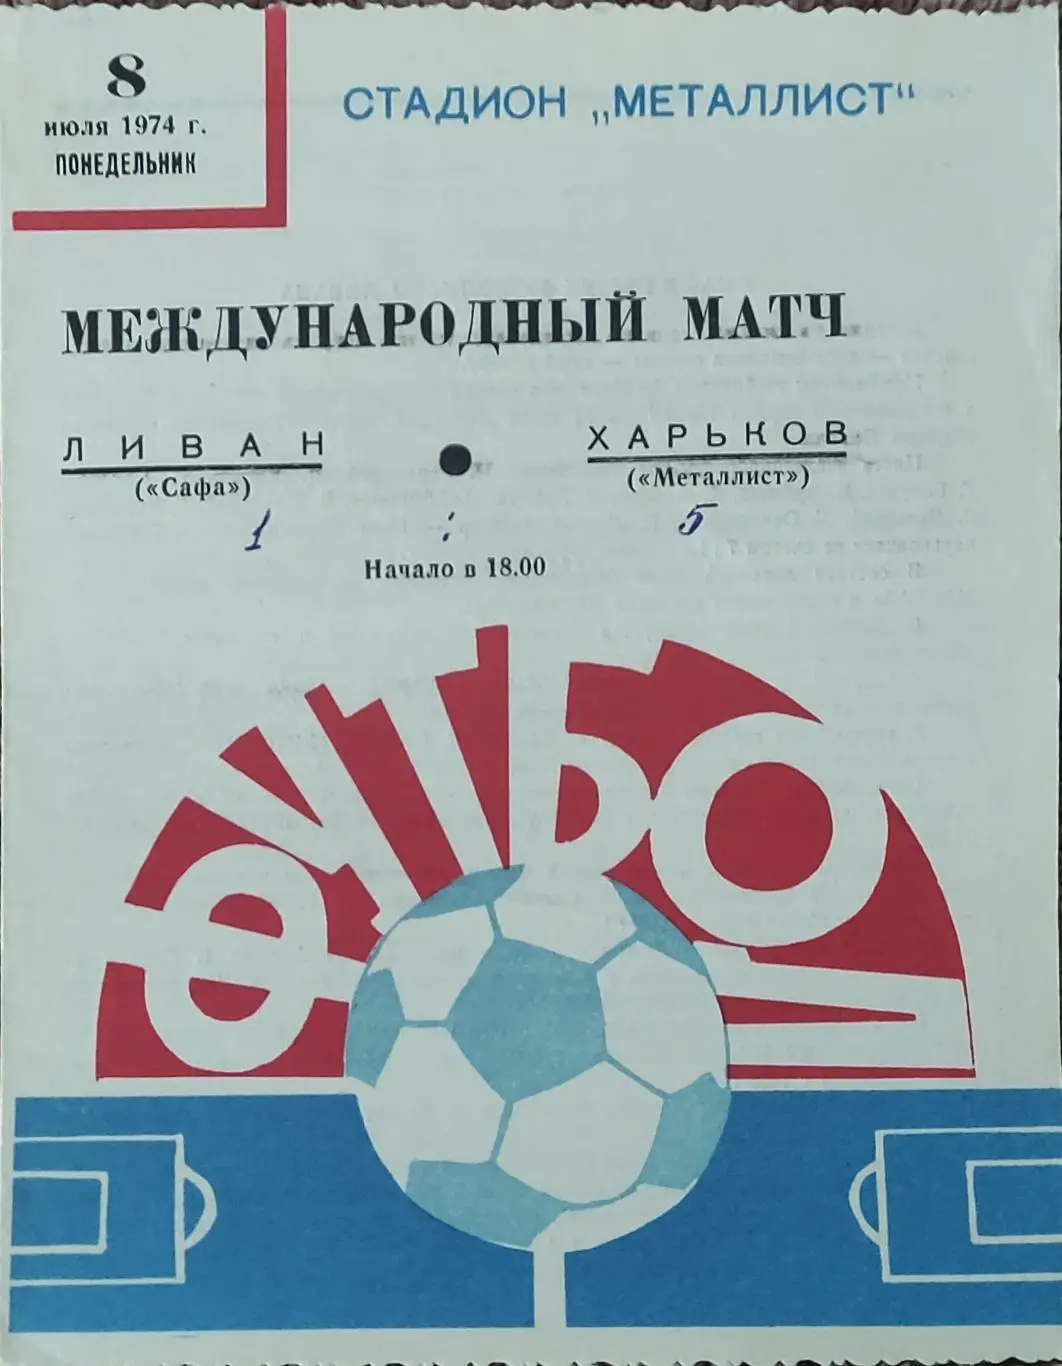 8
июля 1974 г.
ПОНЕДЕЛЬНИК
СТАДИОН „МЕТАЛЛИСТ“
МЕЖДУНАРОДНЫЙ МАТЧ
ЛИВАН
(«Сафа»)
ХАРЬКОВ
(«Металлист»)
1 : 5
Начало в 18.00
ФУТБОЛ